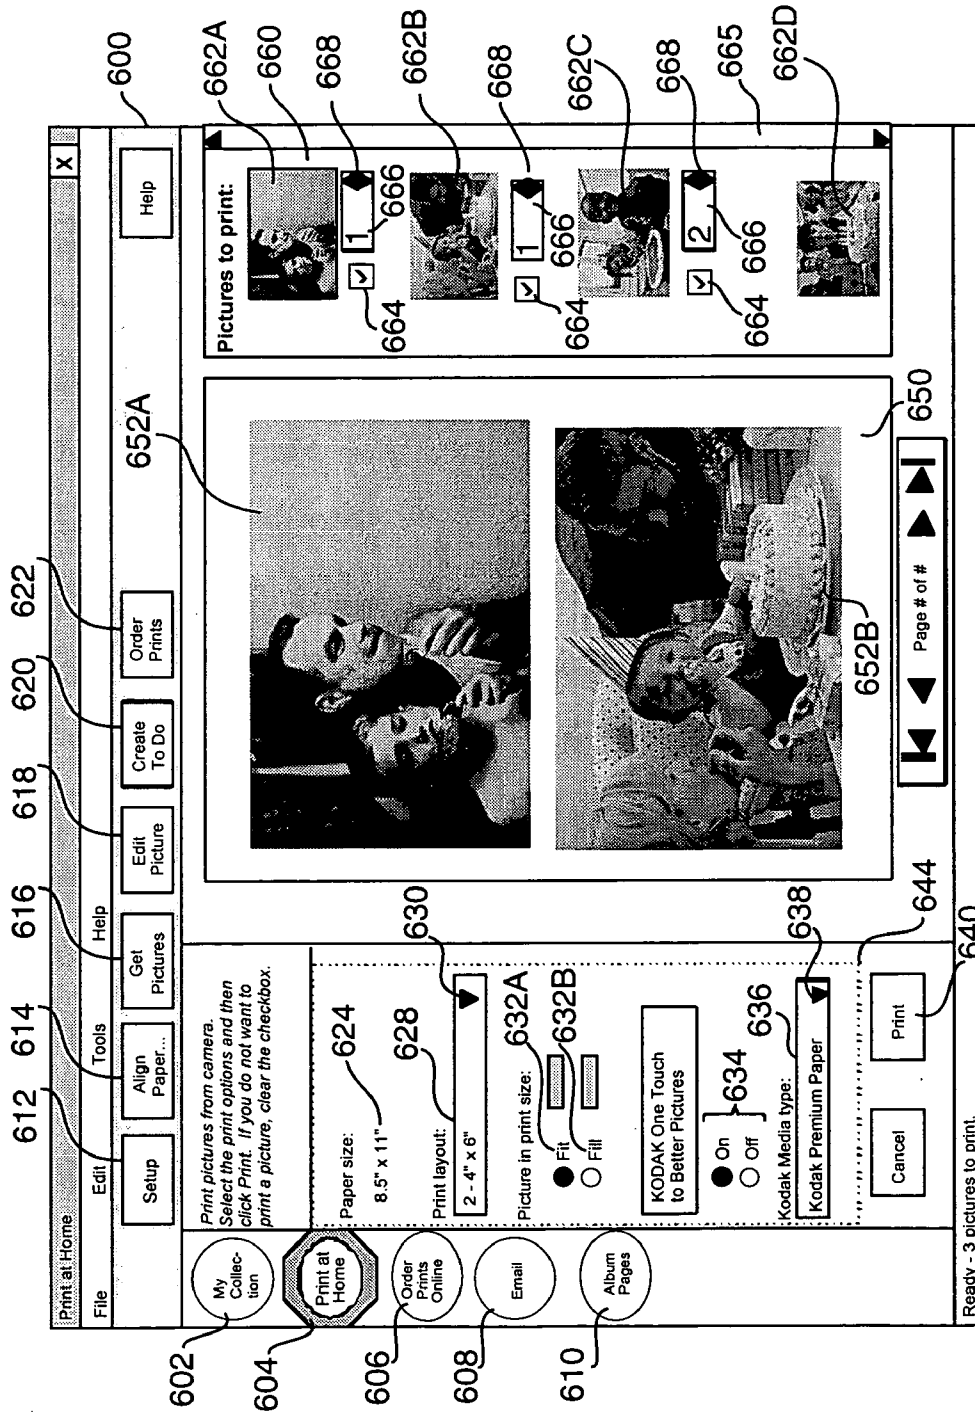 612
614
616
618
620
622
600
Print at Home
X
File
Edit
Tools
Help
Setup
Align
Paper...
Get
Pictures
Edit
Picture
Create
To Do
Order
Prints
Help
602
My
Collec-
tion
604
Print at
Home
606
Order
Prints
Online
608
Email
610
Album
Pages
Print pictures from camera.
Select the print options and then
click Print. If you do not want to
print a picture, clear the checkbox.
Paper size:
624
8.5" x 11"
Print layout:
628
630
2 - 4" x 6"
Picture in print size:
632A
Fit
632B
Fill
KODAK One Touch
to Better Pictures
On
634
Off
Kodak Media type:
636
638
Kodak Premium Paper
644
Cancel
Print
640
652A
652B
650
Page # of #
Pictures to print:
662A
660
668
664
1
666
662B
668
664
1
666
662C
668
664
2
666
665
662D
Ready - 3 pictures to print.